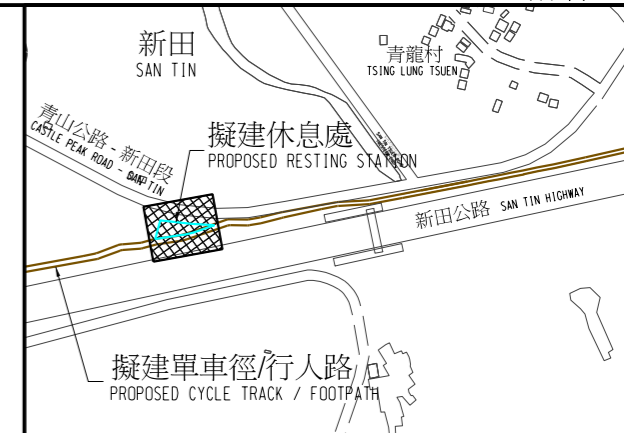 新田
SAN TIN
青龍村
TSING LUNG TSUEN
青山公路 - 新田段
CASTLE PEAK ROAD - SAN TIN
擬建休息處
PROPOSED RESTING STATION
新田公路 SAN TIN HIGHWAY
擬建單車徑/行人路
PROPOSED CYCLE TRACK / FOOTPATH